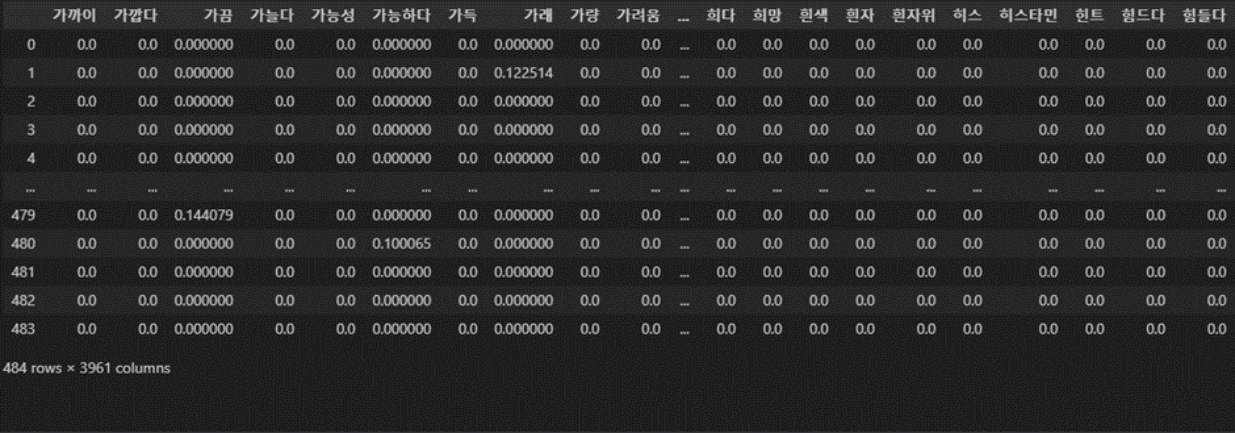 가까이 가깝다 가끔 가늘다 가능성 가능하다 가득 가래 가량 가려움 ... 희다 희망 흰색 흰자 흰자위 히스 히스타민 힌트 힘드다 힘들다
0 0.0 0.0 0.000000 0.0 0.0 0.000000 0.0 0.000000 0.0 0.0 ... 0.0 0.0 0.0 0.0 0.0 0.0 0.0 0.0 0.0 0.0
1 0.0 0.0 0.000000 0.0 0.0 0.000000 0.0 0.122514 0.0 0.0 ... 0.0 0.0 0.0 0.0 0.0 0.0 0.0 0.0 0.0 0.0
2 0.0 0.0 0.000000 0.0 0.0 0.000000 0.0 0.000000 0.0 0.0 ... 0.0 0.0 0.0 0.0 0.0 0.0 0.0 0.0 0.0 0.0
3 0.0 0.0 0.000000 0.0 0.0 0.000000 0.0 0.000000 0.0 0.0 ... 0.0 0.0 0.0 0.0 0.0 0.0 0.0 0.0 0.0 0.0
4 0.0 0.0 0.000000 0.0 0.0 0.000000 0.0 0.000000 0.0 0.0 ... 0.0 0.0 0.0 0.0 0.0 0.0 0.0 0.0 0.0 0.0
... ... ... ... ... ... ... ... ... ... ... ... ... ... ... ... ... ... ... ... ... ...
479 0.0 0.0 0.144079 0.0 0.0 0.000000 0.0 0.000000 0.0 0.0 ... 0.0 0.0 0.0 0.0 0.0 0.0 0.0 0.0 0.0 0.0
480 0.0 0.0 0.000000 0.0 0.0 0.100065 0.0 0.000000 0.0 0.0 ... 0.0 0.0 0.0 0.0 0.0 0.0 0.0 0.0 0.0 0.0
481 0.0 0.0 0.000000 0.0 0.0 0.000000 0.0 0.000000 0.0 0.0 ... 0.0 0.0 0.0 0.0 0.0 0.0 0.0 0.0 0.0 0.0
482 0.0 0.0 0.000000 0.0 0.0 0.000000 0.0 0.000000 0.0 0.0 ... 0.0 0.0 0.0 0.0 0.0 0.0 0.0 0.0 0.0 0.0
483 0.0 0.0 0.000000 0.0 0.0 0.000000 0.0 0.000000 0.0 0.0 ... 0.0 0.0 0.0 0.0 0.0 0.0 0.0 0.0 0.0 0.0
484 rows × 3961 columns